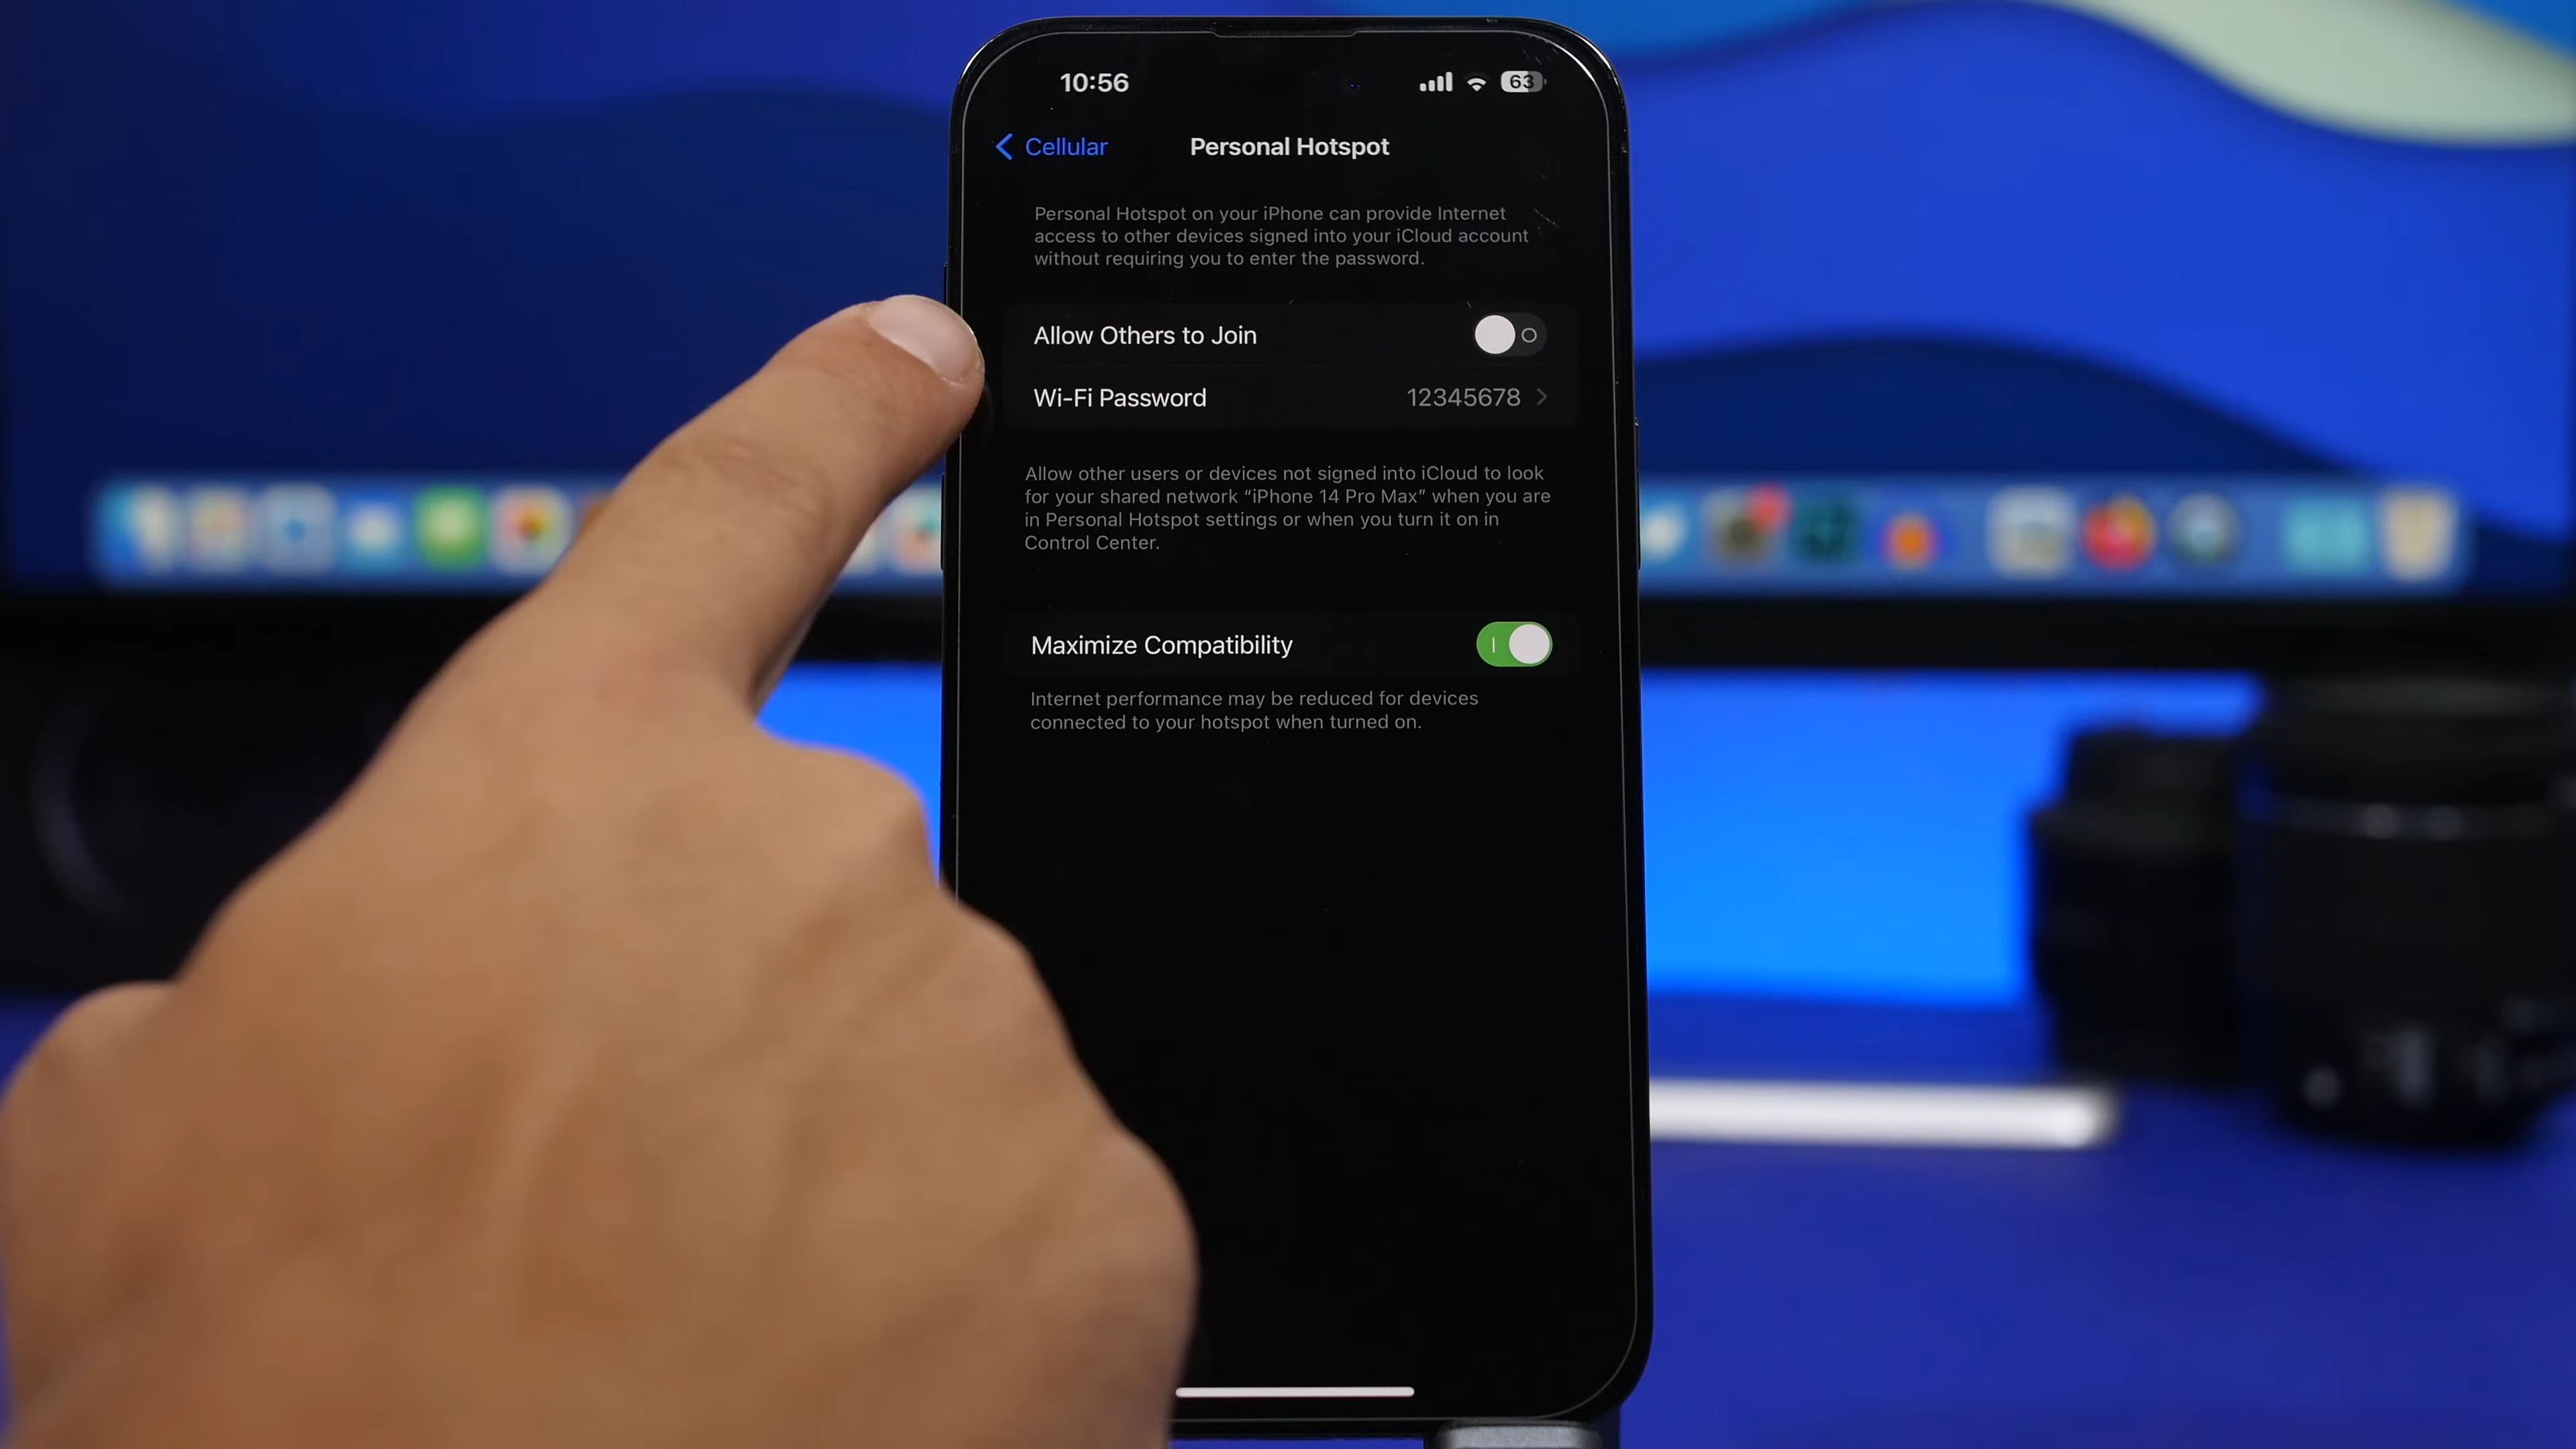 10:56
63
Cellular
Personal Hotspot
Personal Hotspot on your iPhone can provide Internet
access to other devices signed into your iCloud account
without requiring you to enter the password.
Allow Others to Join
Wi-Fi Password 12345678
Allow other users or devices not signed into iCloud to look
for your shared network “iPhone 14 Pro Max” when you are
in Personal Hotspot settings or when you turn it on in
Control Center.
Maximize Compatibility
Internet performance may be reduced for devices
connected to your hotspot when turned on.